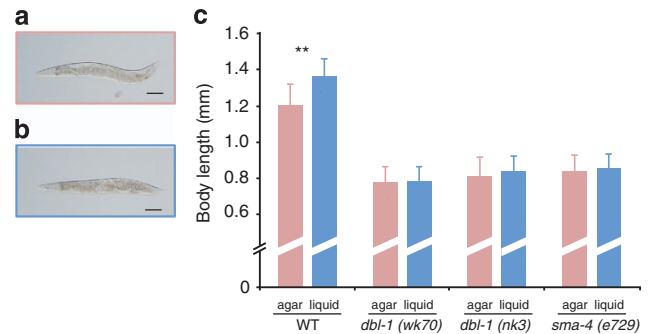 a
b
c
Body length (mm)
1.6
1.4
1.2
1.0
0.8
0.6
0
**
agar liquid agar liquid agar liquid agar liquid
WT dbl-1 (wk70) dbl-1 (nk3) sma-4 (e729)